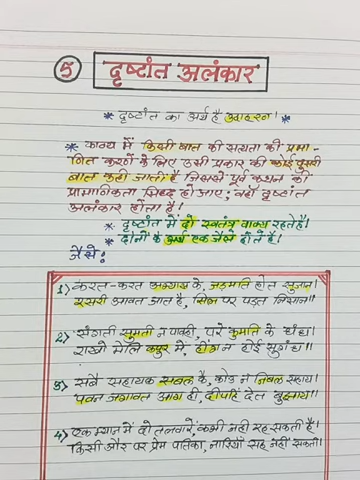 5 दृष्टांत अलंकार
* दृष्टांत का अर्थ है उदाहरण। *
* काव्य में किसी बात की सत्यता को प्रमा-
णित करने के लिए उसी प्रकार की कोई दूसरी
बात कही जाती है जिससे पूर्व कथन की
प्रामाणिकता सिद्ध हो जाए; वहाँ दृष्टांत
अलंकार होता है।
* दृष्टांत में दो स्वतंत्र वाक्य रहते हैं।
* दोनों के अर्थ एक जैसे होते हैं।
जैसे:
1) करत-करत अभ्यास के, जड़मति होत सुजान।
रसरी आवत जात है, सिल पर पड़त निसान॥
2) संगति सुमती न पावही, परे कुमति के धंध।
राखो मेलि कपूर में, हींग न होई सुगंध॥
3) सबै सहायक सबल के, कोउ न निबल सहाय।
पवन जगावत आग ही, दीपहिं देत बुझाय॥
4) एक म्यान में दो तलवारें कभी नहीं रह सकती है।
किसी और पर प्रेम पतिका, नारियाँ सह नहीं सकती।